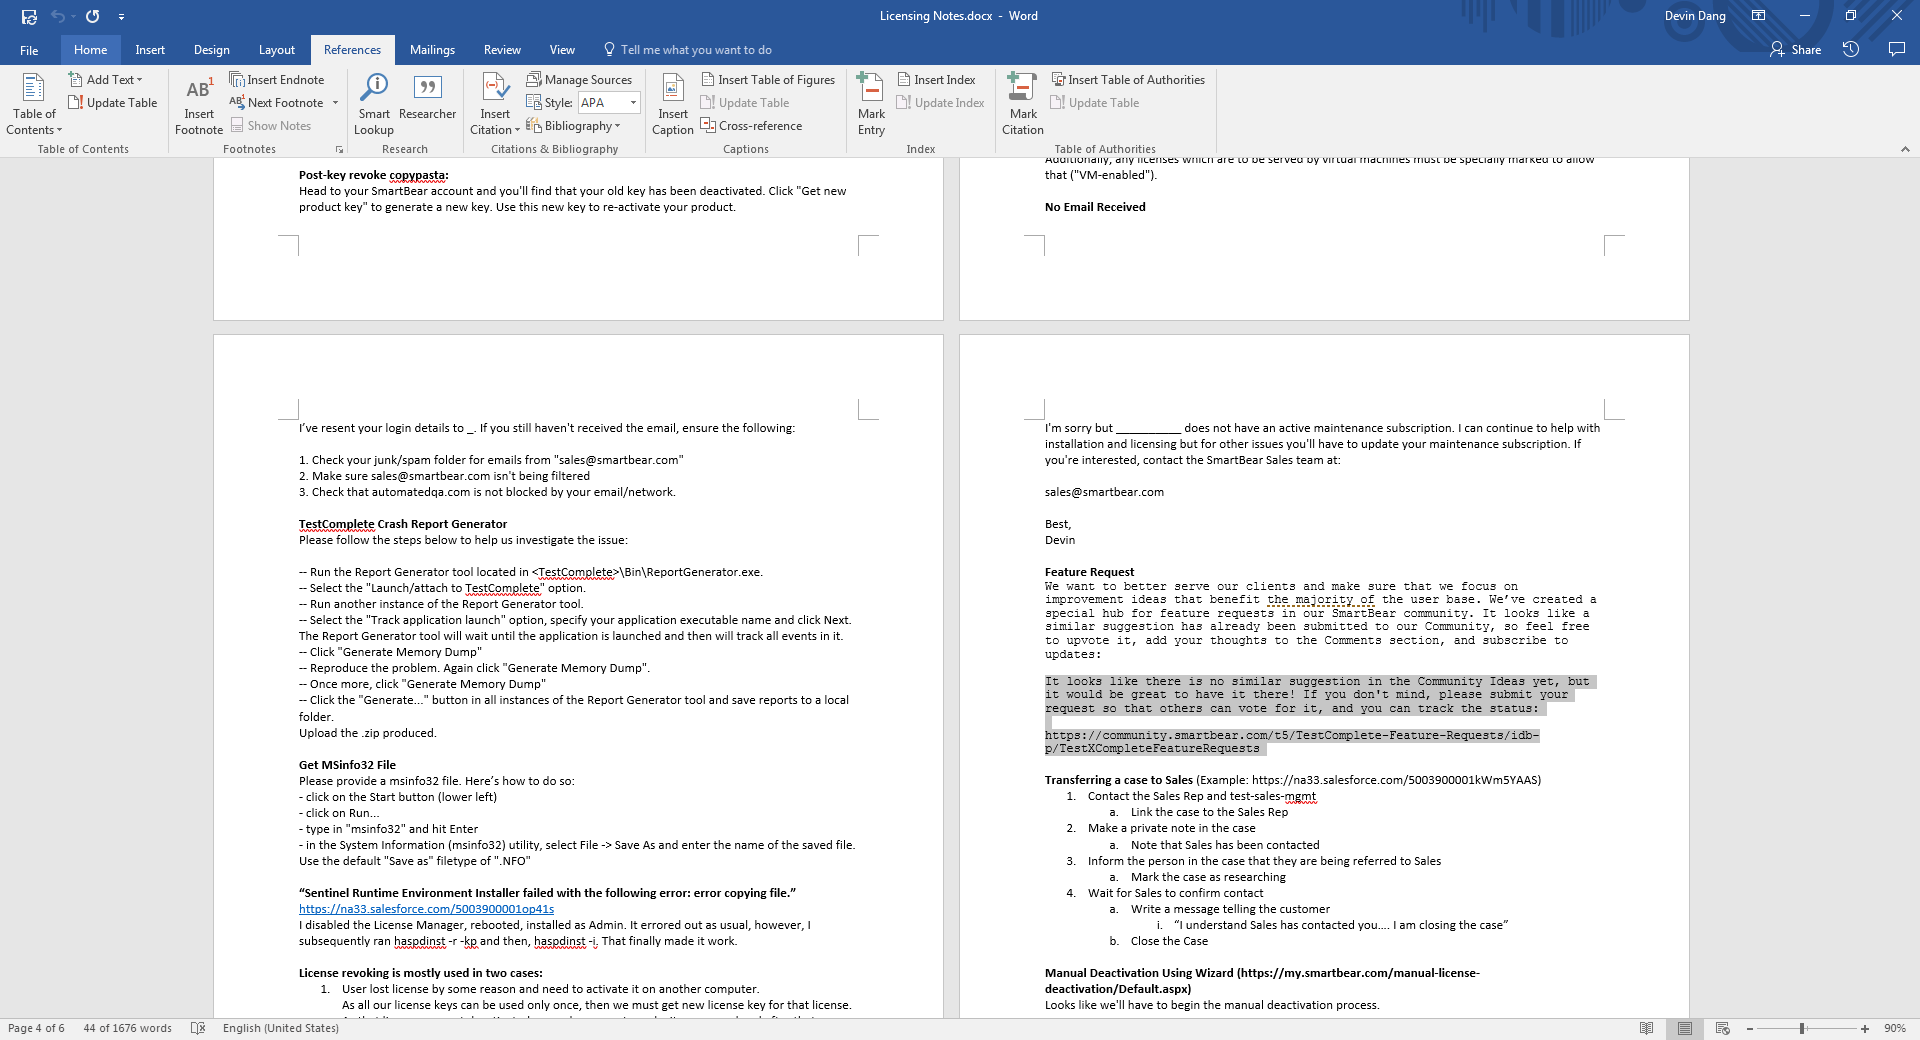 Licensing Notes.docx - Word
Devin Dang
File
Home
Insert
Design
Layout
References
Mailings
Review
View
Tell me what you want to do
Share
Table of
Contents
Add Text
Update Table
Table of Contents
AB1
Insert
Footnote
Insert Endnote
Next Footnote
Show Notes
Footnotes
Smart
Lookup
Researcher
Research
Insert
Citation
Manage Sources
Style: APA
Bibliography
Citations & Bibliography
Insert
Caption
Insert Table of Figures
Update Table
Cross-reference
Captions
Mark
Entry
Insert Index
Update Index
Index
Mark
Citation
Insert Table of Authorities
Update Table
Table of Authorities
Post-key revoke copypasta:
Head to your SmartBear account and you'll find that your old key has been deactivated. Click "Get new
product key" to generate a new key. Use this new key to re-activate your product.
Additionally, any licenses which are to be served by virtual machines must be specially marked to allow
that ("VM-enabled").
No Email Received
I've resent your login details to _. If you still haven't received the email, ensure the following:
1. Check your junk/spam folder for emails from "sales@smartbear.com"
2. Make sure sales@smartbear.com isn't being filtered
3. Check that automatedqa.com is not blocked by your email/network.
TestComplete Crash Report Generator
Please follow the steps below to help us investigate the issue:
-- Run the Report Generator tool located in <TestComplete>\Bin\ReportGenerator.exe.
-- Select the "Launch/attach to TestComplete" option.
-- Run another instance of the Report Generator tool.
-- Select the "Track application launch" option, specify your application executable name and click Next.
The Report Generator tool will wait until the application is launched and then will track all events in it.
-- Click "Generate Memory Dump"
-- Reproduce the problem. Again click "Generate Memory Dump".
-- Once more, click "Generate Memory Dump"
-- Click the "Generate..." button in all instances of the Report Generator tool and save reports to a local
folder.
Upload the .zip produced.
Get MSinfo32 File
Please provide a msinfo32 file. Here's how to do so:
- click on the Start button (lower left)
- click on Run...
- type in "msinfo32" and hit Enter
- in the System Information (msinfo32) utility, select File -> Save As and enter the name of the saved file.
Use the default "Save as" filetype of ".NFO"
“Sentinel Runtime Environment Installer failed with the following error: error copying file.”
https://na33.salesforce.com/5003900001op41s
I disabled the License Manager, rebooted, installed as Admin. It errored out as usual, however, I
subsequently ran haspdinst -r -kp and then, haspdinst -i. That finally made it work.
License revoking is mostly used in two cases:
1. User lost license by some reason and need to activate it on another computer.
As all our license keys can be used only once, then we must get new license key for that license.
I'm sorry but __________ does not have an active maintenance subscription. I can continue to help with
installation and licensing but for other issues you'll have to update your maintenance subscription. If
you're interested, contact the SmartBear Sales team at:
sales@smartbear.com
Best,
Devin
Feature Request
We want to better serve our clients and make sure that we focus on
improvement ideas that benefit the majority of the user base. We’ve created a
special hub for feature requests in our SmartBear community. It looks like a
similar suggestion has already been submitted to our Community, so feel free
to upvote it, add your thoughts to the Comments section, and subscribe to
updates:
It looks like there is no similar suggestion in the Community Ideas yet, but
it would be great to have it there! If you don't mind, please submit your
request so that others can vote for it, and you can track the status:
https://community.smartbear.com/t5/TestComplete-Feature-Requests/idb-
p/TestXCompleteFeatureRequests
Transferring a case to Sales (Example: https://na33.salesforce.com/5003900001kWm5YAAS)
1. Contact the Sales Rep and test-sales-mgmt
a. Link the case to the Sales Rep
2. Make a private note in the case
a. Note that Sales has been contacted
3. Inform the person in the case that they are being referred to Sales
a. Mark the case as researching
4. Wait for Sales to confirm contact
a. Write a message telling the customer
i. “I understand Sales has contacted you.... I am closing the case”
b. Close the Case
Manual Deactivation Using Wizard (https://my.smartbear.com/manual-license-
deactivation/Default.aspx)
Looks like we'll have to begin the manual deactivation process.
Page 4 of 6
44 of 1676 words
English (United States)
90%